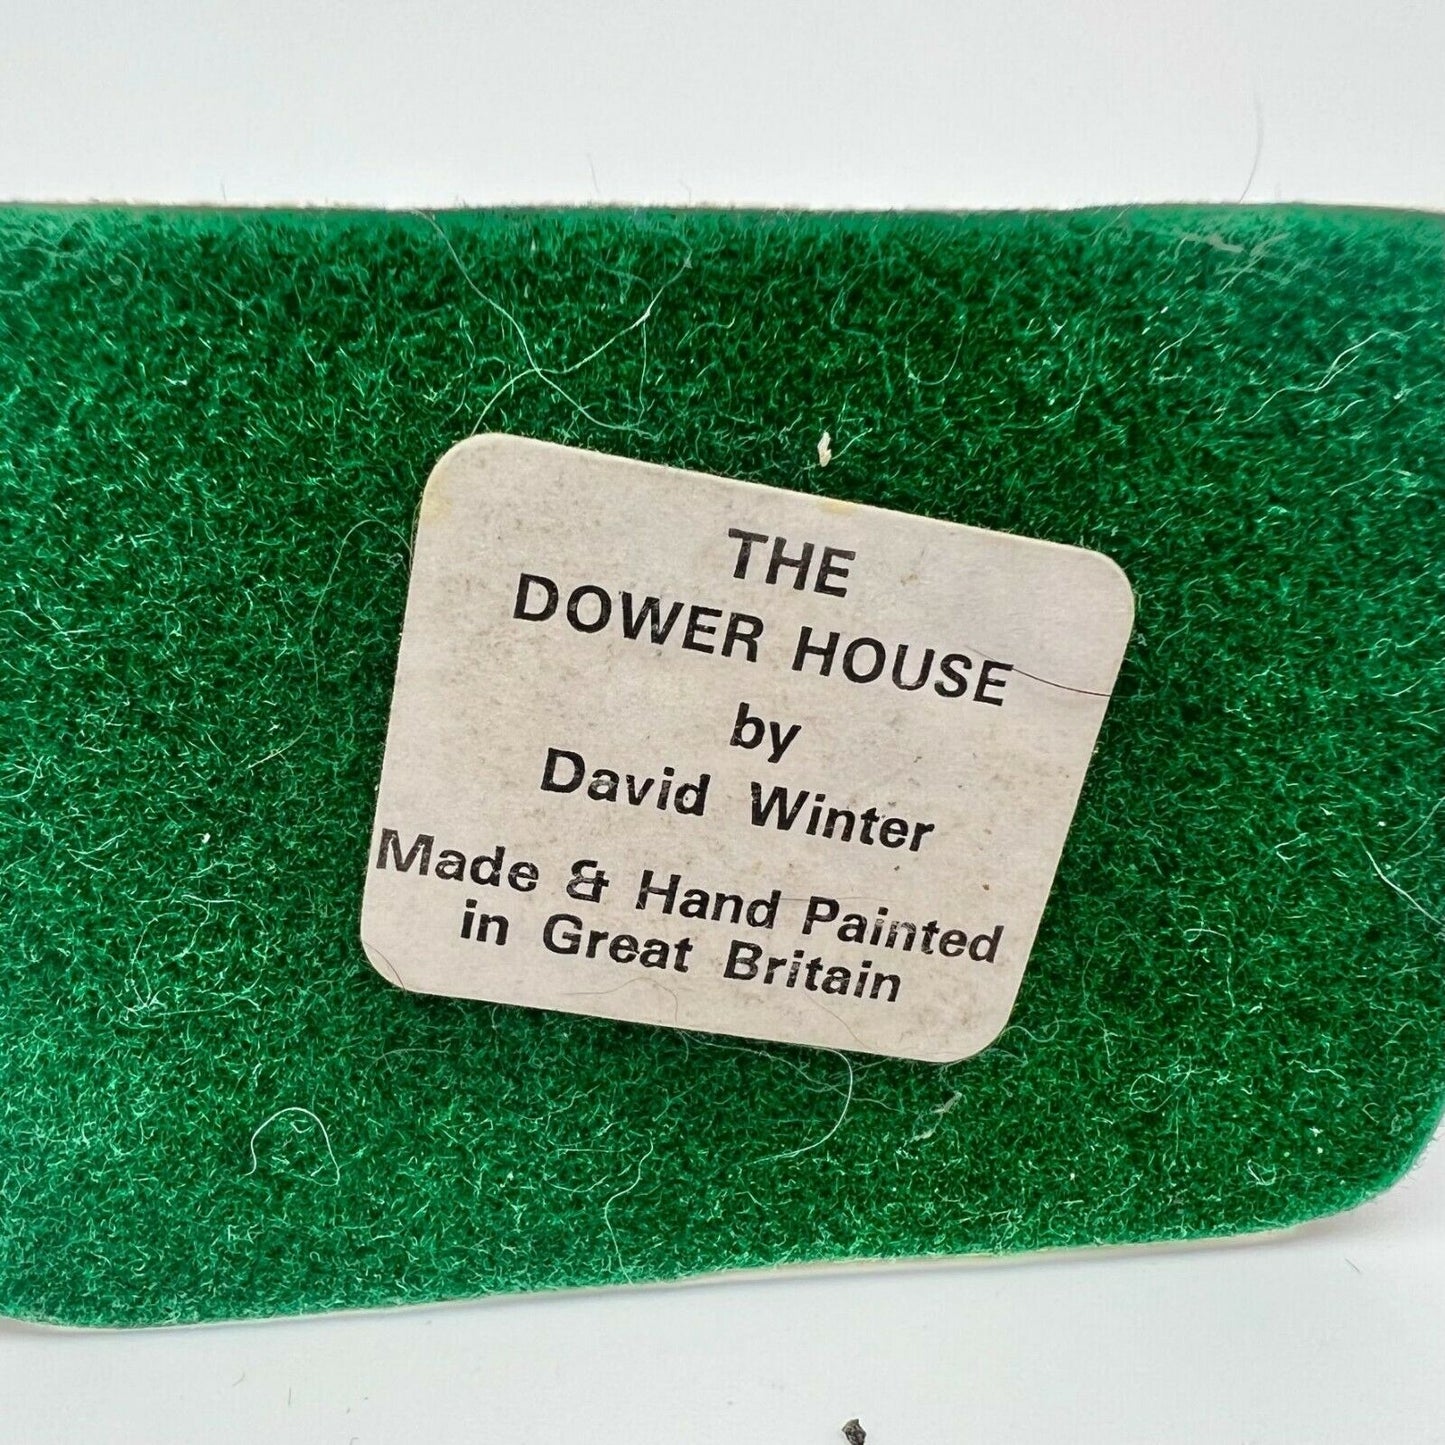 THE
DOWER HOUSE
by
David Winter
Made & Hand Painted
in Great Britain